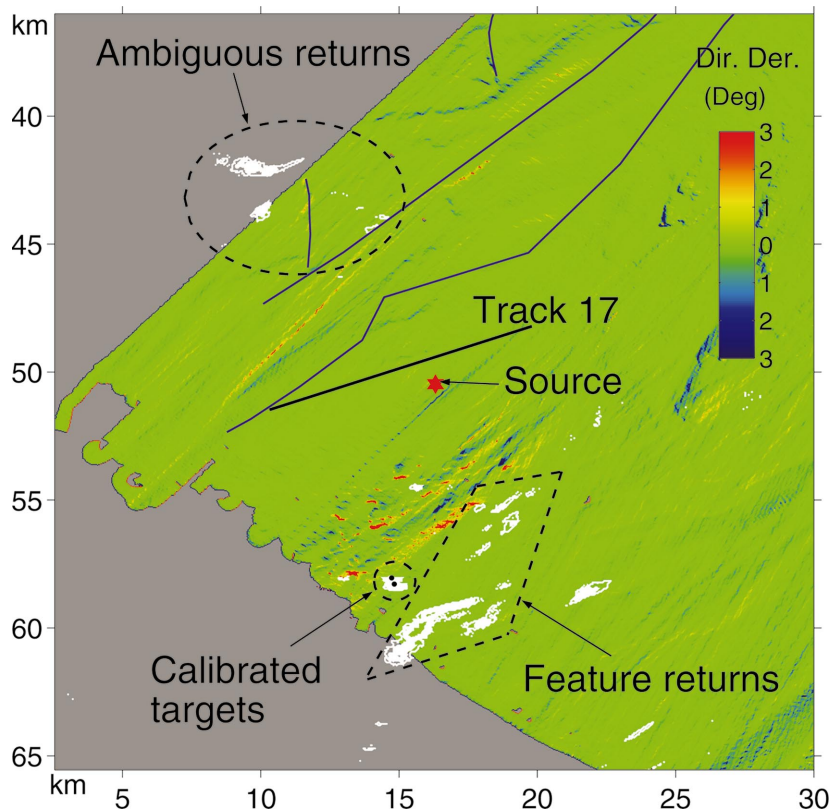 km
Ambiguous returns
Dir. Der.
(Deg)
40
3
2
1
0
1
2
3
45
Track 17
50
Source
55
60
Calibrated
targets
Feature returns
65
km
5
10
15
20
25
30